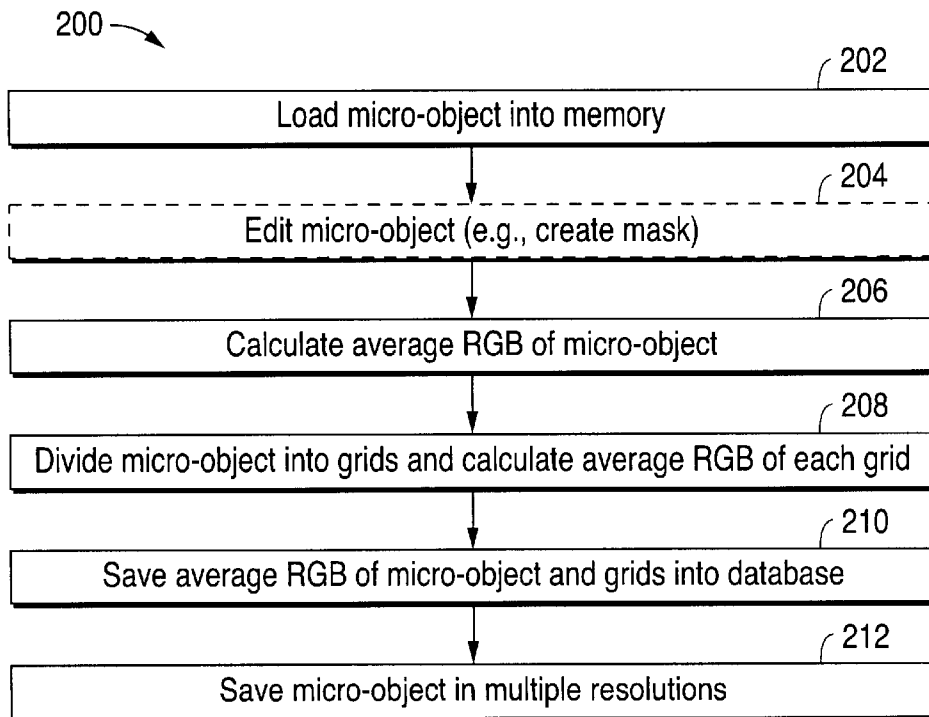 200
202
Load micro-object into memory
204
Edit micro-object (e.g., create mask)
206
Calculate average RGB of micro-object
208
Divide micro-object into grids and calculate average RGB of each grid
210
Save average RGB of micro-object and grids into database
212
Save micro-object in multiple resolutions